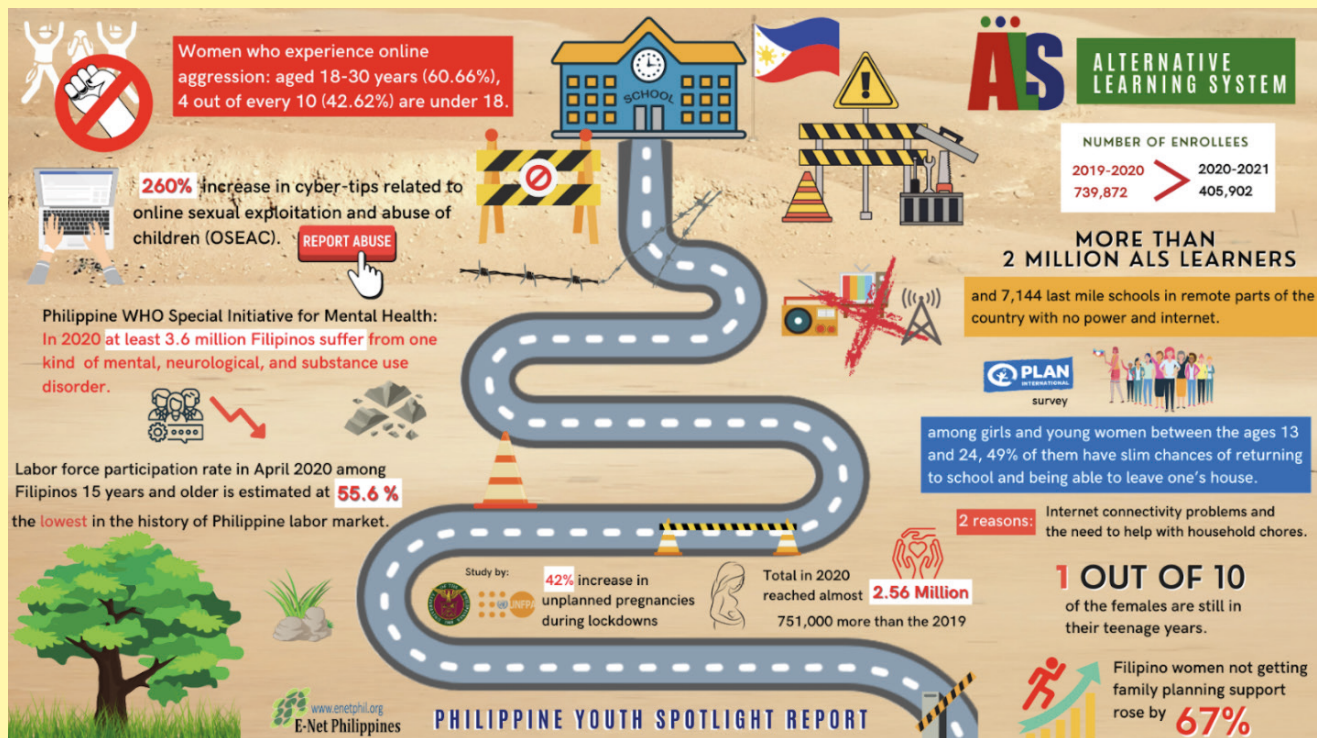 Women who experience online
aggression: aged 18-30 years (60.66%),
4 out of every 10 (42.62%) are under 18.
260% increase in cyber-tips related to
online sexual exploitation and abuse of
children (OSEAC).
REPORT ABUSE
Philippine WHO Special Initiative for Mental Health:
In 2020 at least 3.6 million Filipinos suffer from one
kind of mental, neurological, and substance use
disorder.
Labor force participation rate in April 2020 among
Filipinos 15 years and older is estimated at 55.6 %
the lowest in the history of Philippine labor market.
SCHOOL
ALS
ALTERNATIVE
LEARNING SYSTEM
NUMBER OF ENROLLEES
2019-2020 > 2020-2021
739,872 405,902
MORE THAN
2 MILLION ALS LEARNERS
and 7,144 last mile schools in remote parts of the
country with no power and internet.
PLAN
INTERNATIONAL
survey
among girls and young women between the ages 13
and 24, 49% of them have slim chances of returning
to school and being able to leave one's house.
2 reasons:
Internet connectivity problems and
the need to help with household chores.
Study by:
UNFPA
42% increase in
unplanned pregnancies
during lockdowns
Total in 2020
reached almost 2.56 Million
751,000 more than the 2019
1 OUT OF 10
of the females are still in
their teenage years.
Filipino women not getting
family planning support
rose by 67%
www.enetphil.org
E-Net Philippines
PHILIPPINE YOUTH SPOTLIGHT REPORT